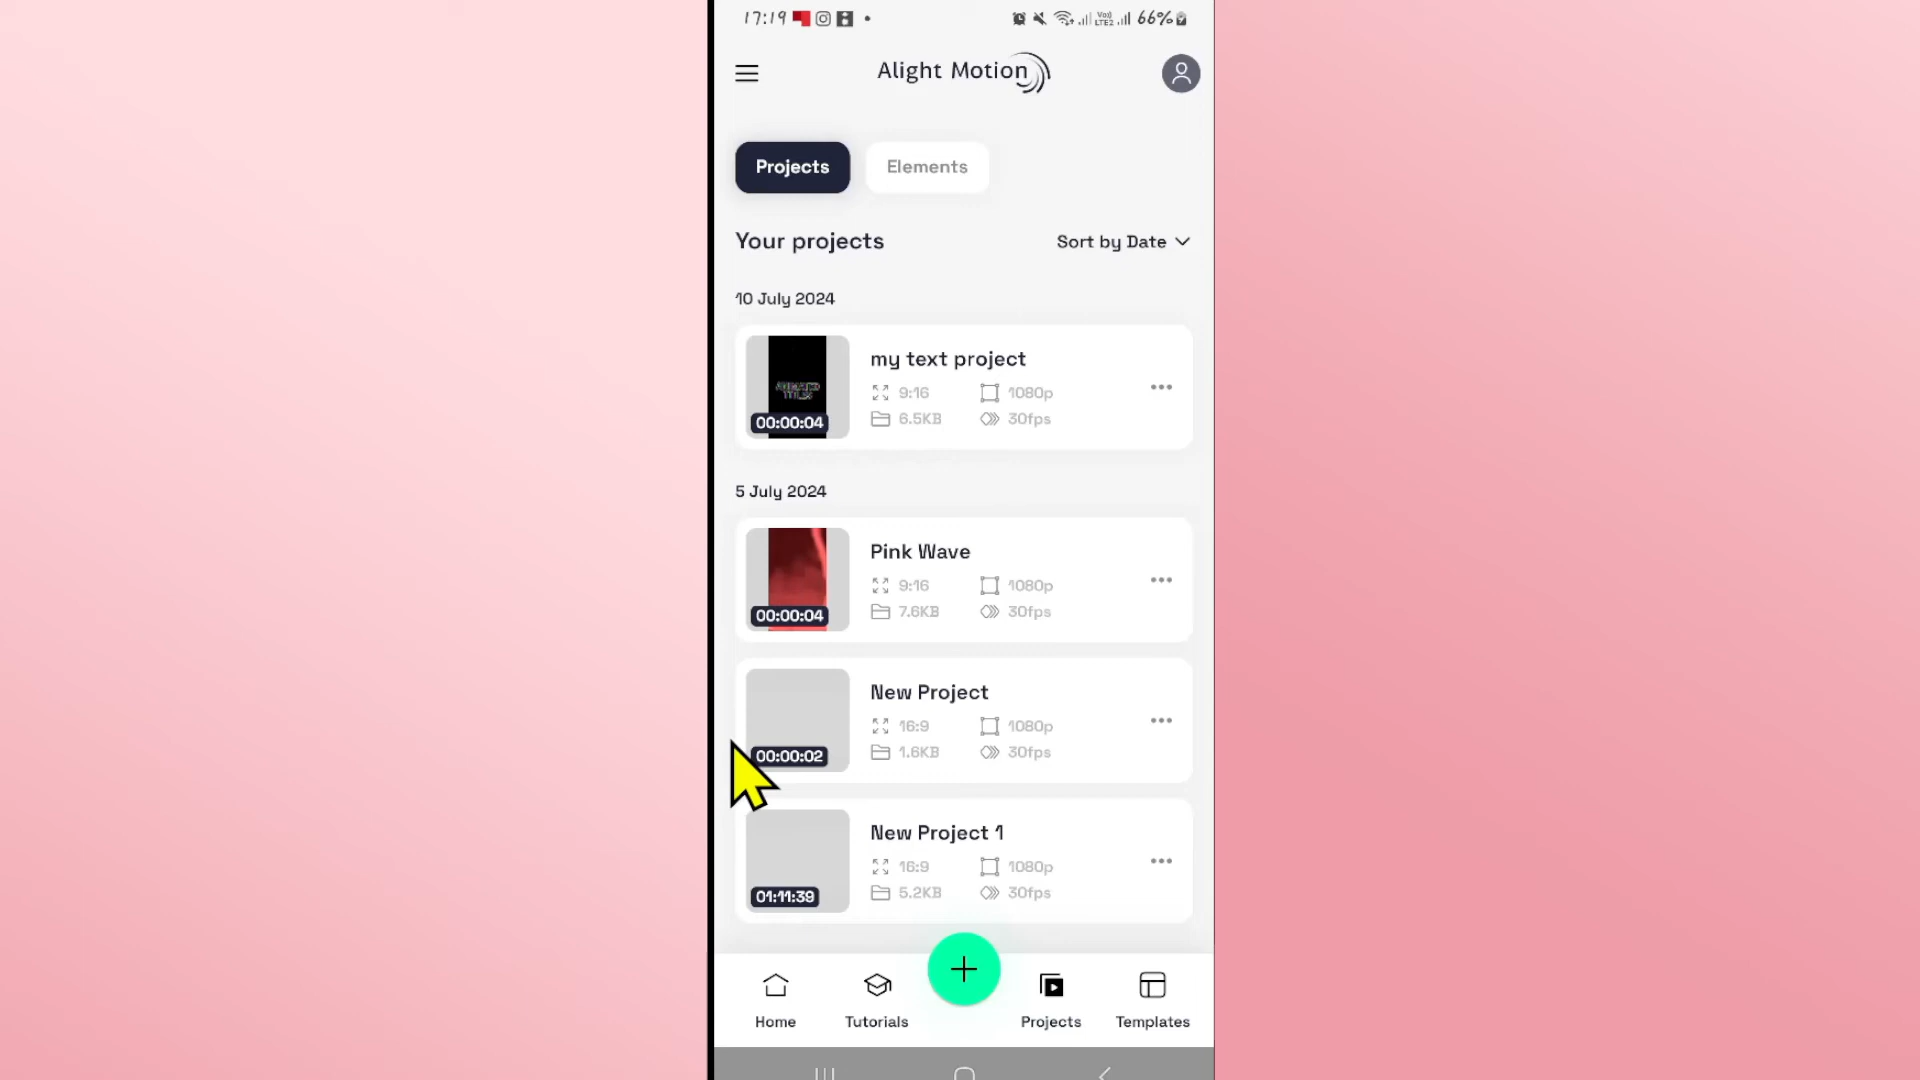 17:19 66%
Alight Motion
Projects Elements
Your projects Sort by Date
10 July 2024
my text project
9:16 1080p
00:00:04 6.5KB 30fps
5 July 2024
Pink Wave
9:16 1080p
00:00:04 7.6KB 30fps
New Project
16:9 1080p
00:00:02 1.6KB 30fps
New Project 1
16:9 1080p
01:11:39 5.2KB 30fps
Home Tutorials Projects Templates